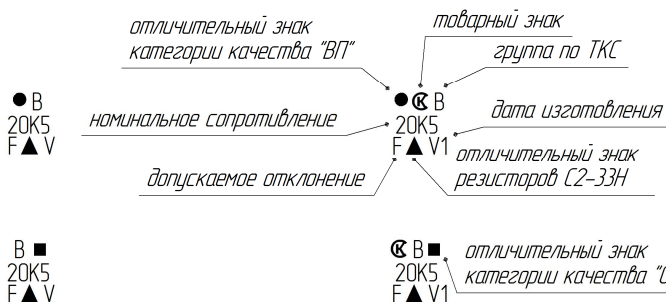 отличительный знак
категории качества "ВП"
товарный знак
группа по ТКС
● В
20К5
F▲V
номинальное сопротивление
● В
20К5
F▲V1
дата изготовления
допускаемое отклонение
отличительный знак
резисторов С2-33Н
В ■
20К5
F▲V
В ■
20К5
F▲V1
отличительный знак
категории качества